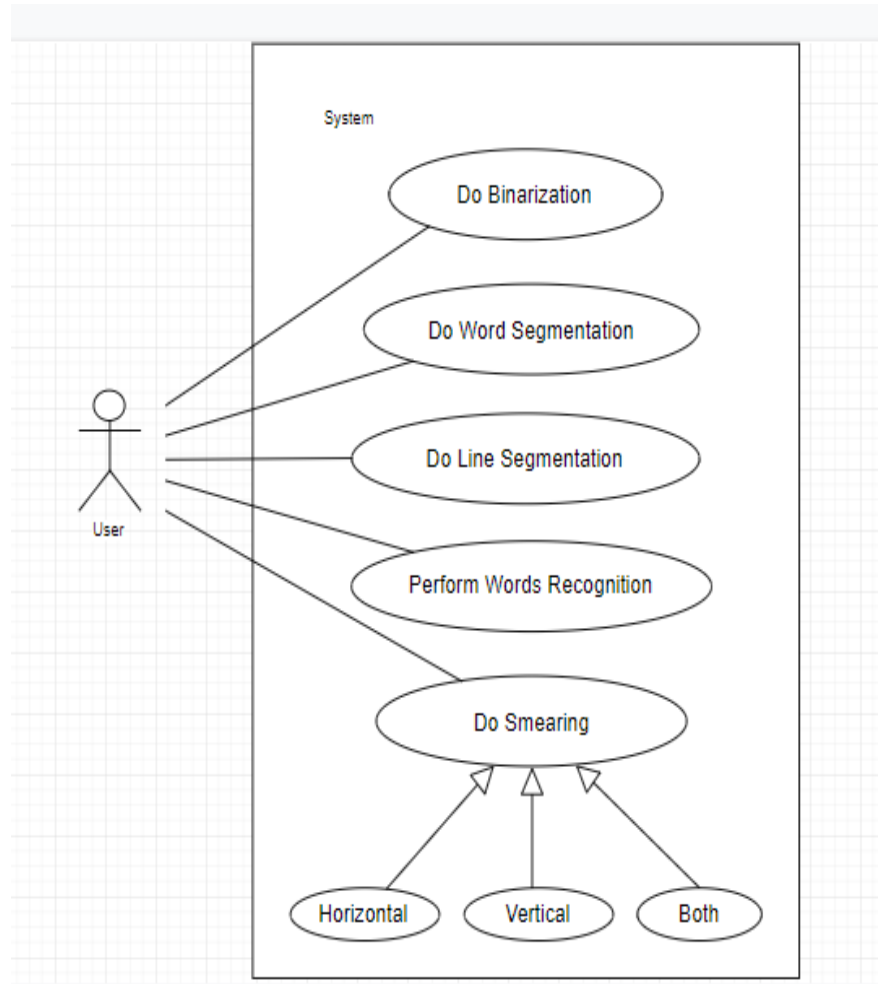 System
Do Binarization
Do Word Segmentation
Do Line Segmentation
User
Perform Words Recognition
Do Smearing
Horizontal Vertical Both